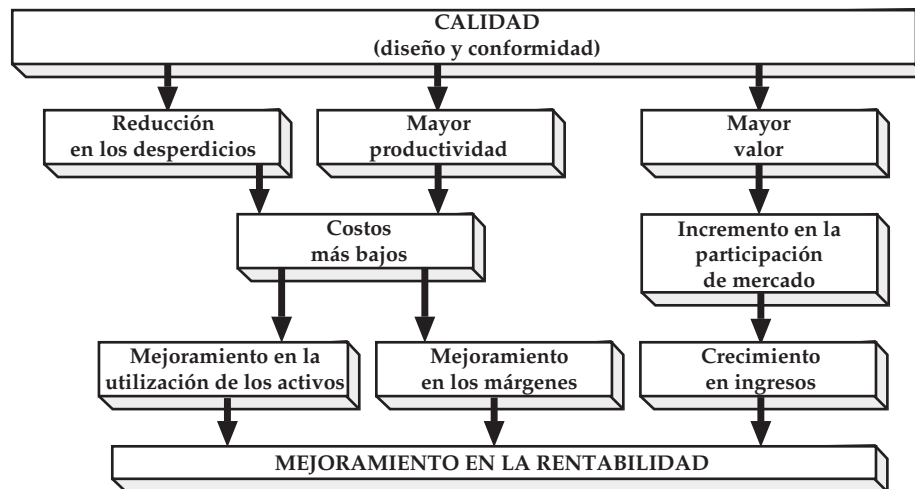 CALIDAD
(diseño y conformidad)
Reducción
en los desperdicios
Mayor
productividad
Mayor
valor
Costos
más bajos
Incremento en la
participación
de mercado
Mejoramiento en la
utilización de los activos
Mejoramiento
en los márgenes
Crecimiento
en ingresos
MEJORAMIENTO EN LA RENTABILIDAD